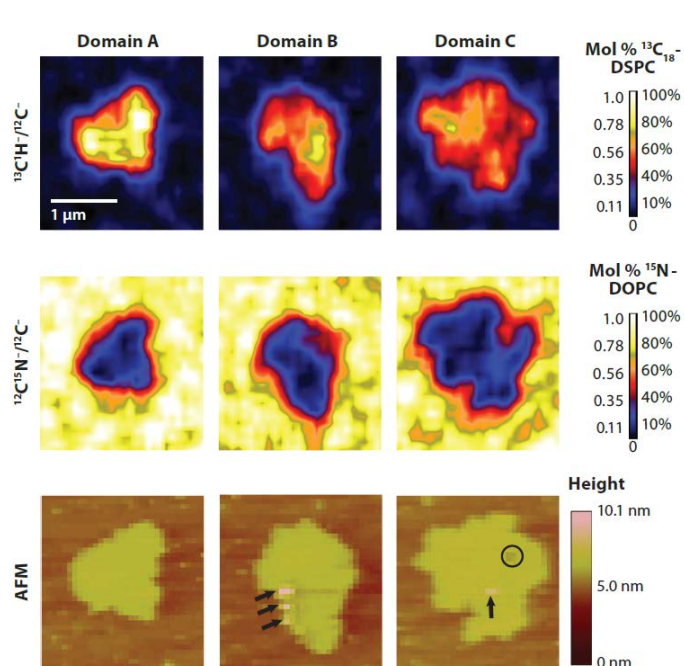 Domain A
Domain B
Domain C
Mol % ¹³C₁₈-
DSPC
¹³C¹H⁻/¹²C⁻
1 µm
1.0 100%
0.78 80%
0.56 60%
0.35 40%
0.11 10%
0
Mol % ¹⁵N-
DOPC
¹²C¹⁵N⁻/¹²C⁻
1.0 100%
0.78 80%
0.56 60%
0.35 40%
0.11 10%
0
Height
AFM
10.1 nm
5.0 nm
0 nm